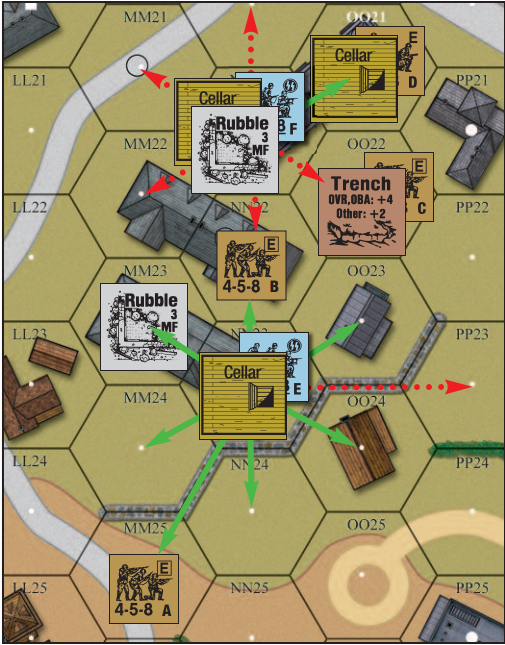 MM21
OO21
E
LL21
Cellar
PP21
D
Cellar
8 F
Rubble
3
MF
MM22
OO22
E
Trench
OVR,OBA: +4
Other: +2
C
LL22
NN22
PP22
E
4-5-8 B
MM23
OO23
Rubble
3
MF
LL23
PP23
Cellar
E
MM24
OO24
LL24
NN24
PP24
MM25
OO25
E
4-5-8 A
LL25
NN25
PP25